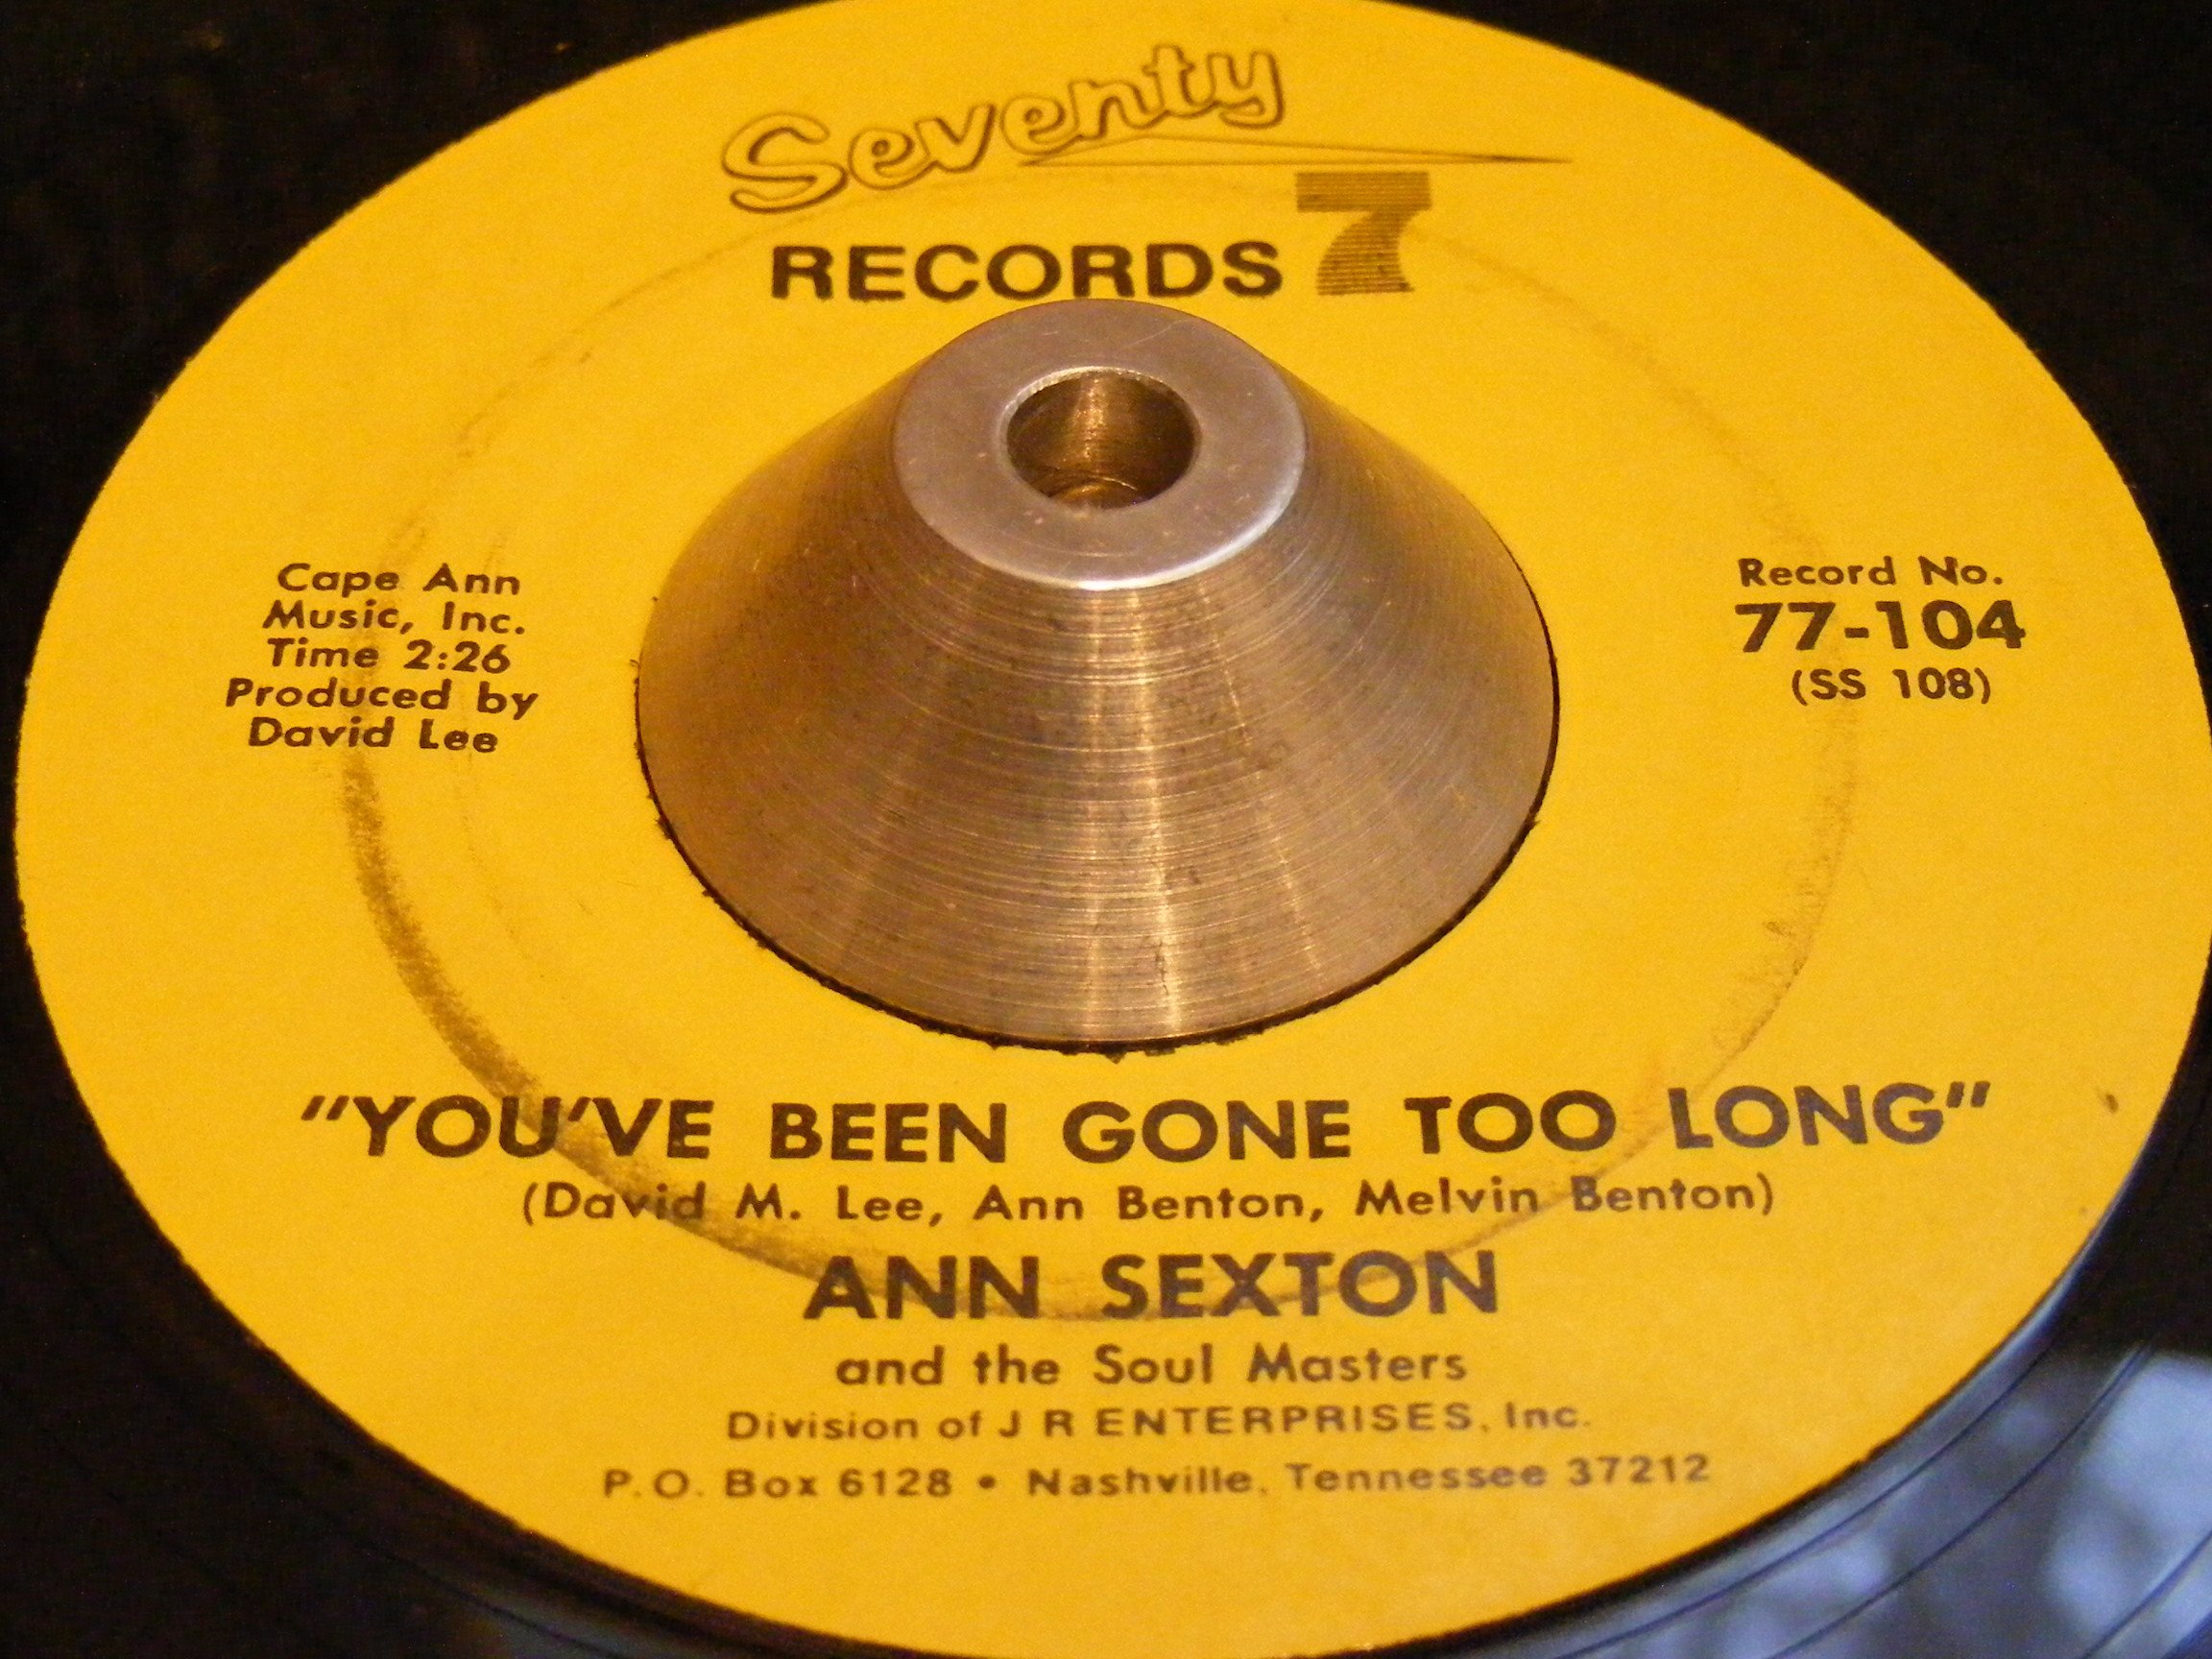 Seventy
RECORDS 7
Cape Ann
Music, Inc.
Time 2:26
Produced by
David Lee
Record No.
77-104
(SS 108)
"YOU'VE BEEN GONE TOO LONG"
(David M. Lee, Ann Benton, Melvin Benton)
ANN SEXTON
and the Soul Masters
Division of J R ENTERPRISES, Inc.
P.O. Box 6128 • Nashville, Tennessee 37212